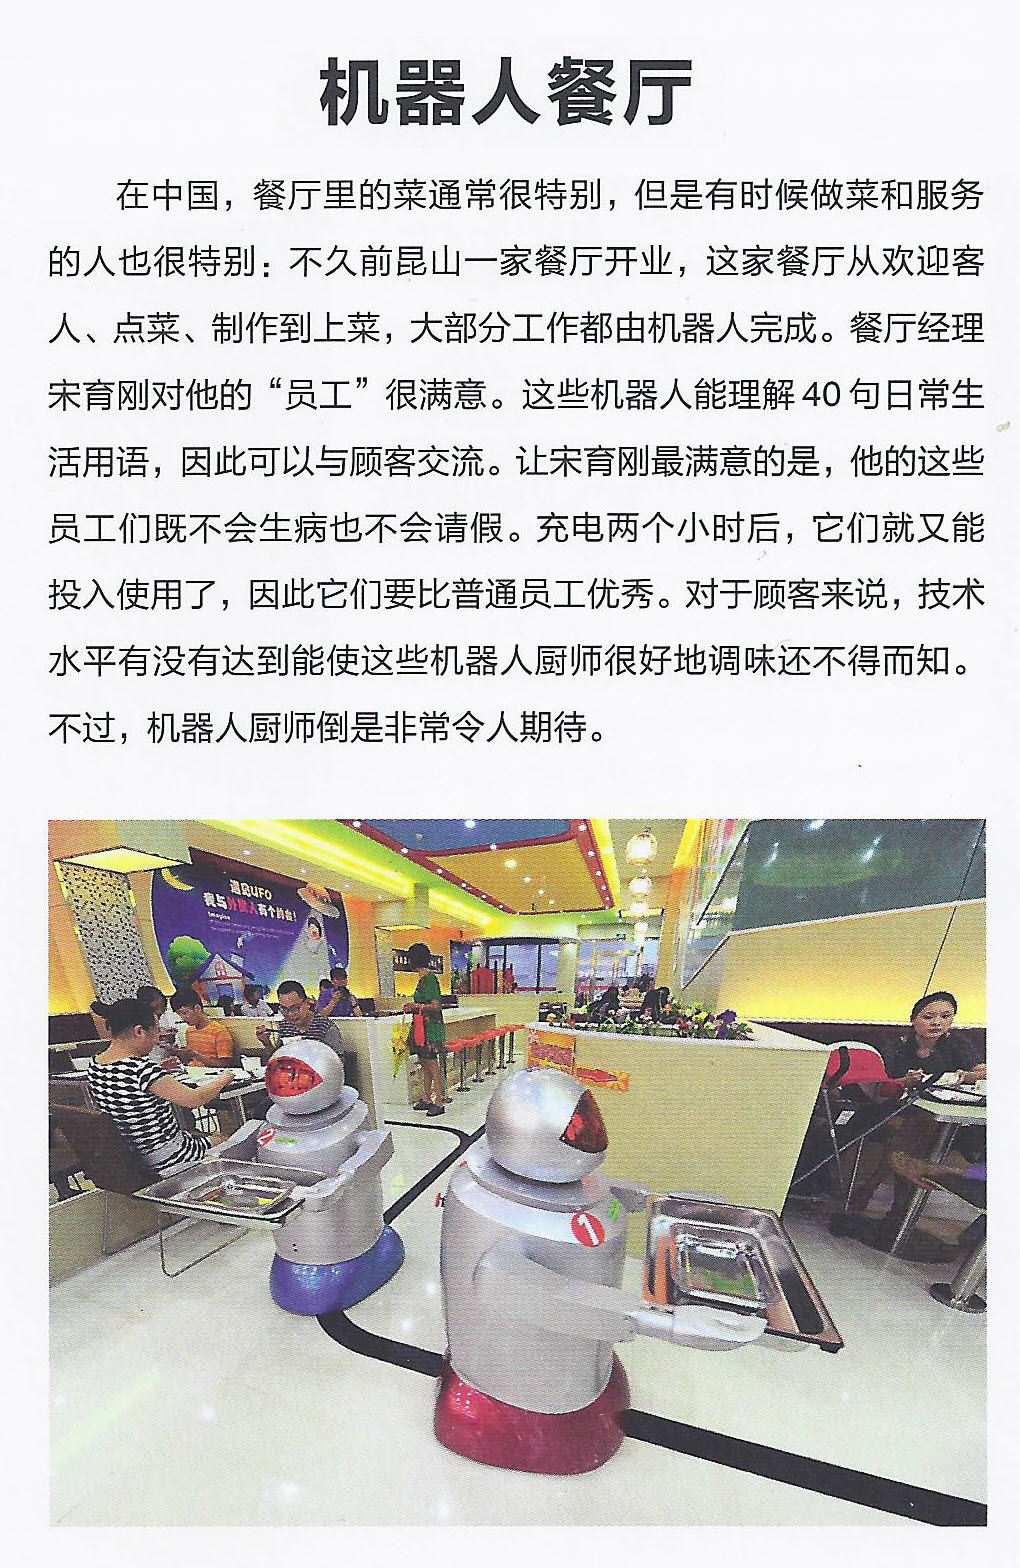 机器人餐厅
在中国，餐厅里的菜通常很特别，但是有时候做菜和服务
的人也很特别：不久前昆山一家餐厅开业，这家餐厅从欢迎客
人、点菜、制作到上菜，大部分工作都由机器人完成。餐厅经理
宋育刚对他的“员工”很满意。这些机器人能理解40句日常生
活用语，因此可以与顾客交流。让宋育刚最满意的是，他的这些
员工们既不会生病也不会请假。充电两个小时后，它们就又能
投入使用了，因此它们要比普通员工优秀。对于顾客来说，技术
水平有没有达到能使这些机器人厨师很好地调味还不得而知。
不过，机器人厨师倒是非常令人期待。
遇见UFO
我与外星人有个约会！
Imagine
2
1